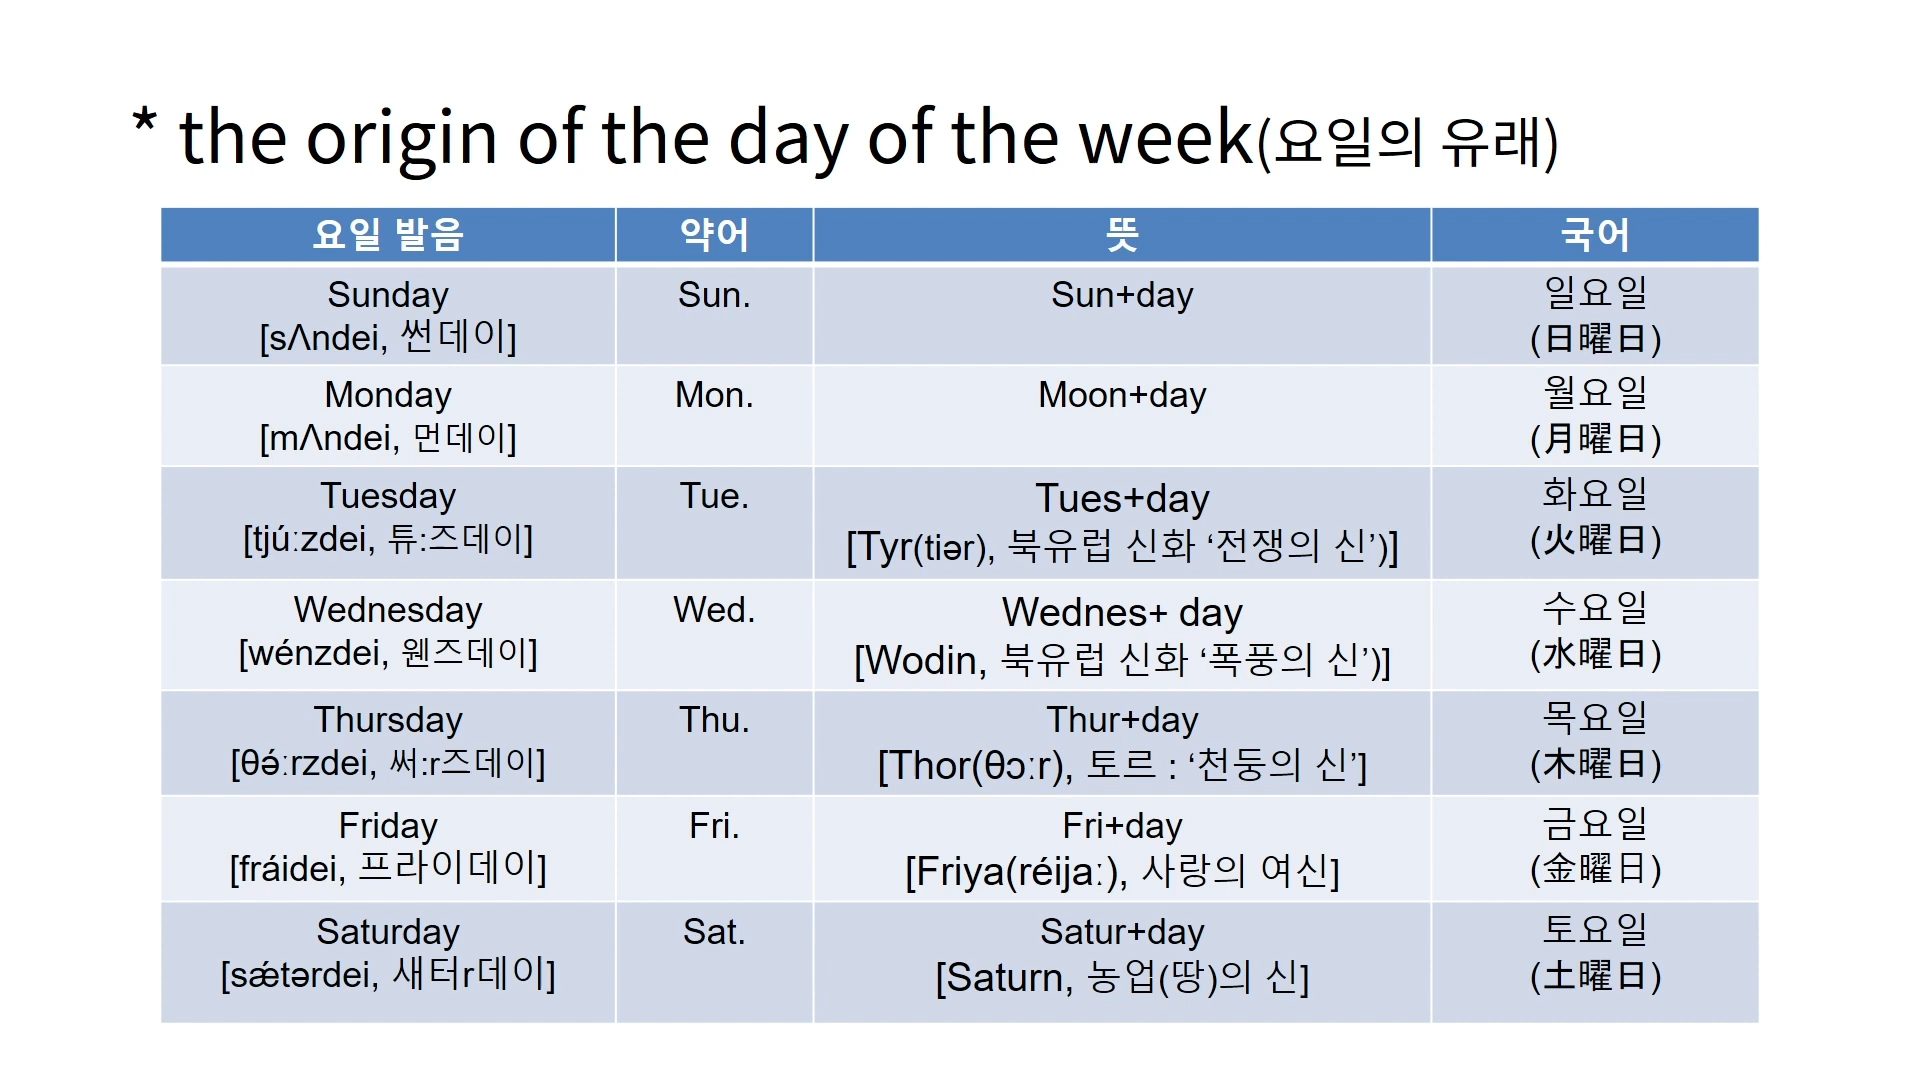 * the origin of the day of the week(요일의 유래)
요일 발음 약어 뜻 국어
Sunday Sun. Sun+day 일요일
[sΛndei, 썬데이] (日曜日)
Monday Mon. Moon+day 월요일
[mΛndei, 먼데이] (月曜日)
Tuesday Tue. Tues+day 화요일
[tjúːzdei, 튜:즈데이] [Tyr(tiər), 북유럽 신화 ‘전쟁의 신’)] (火曜日)
Wednesday Wed. Wednes+ day 수요일
[wénzdei, 웬즈데이] [Wodin, 북유럽 신화 ‘폭풍의 신’)] (水曜日)
Thursday Thu. Thur+day 목요일
[θə́ːrzdei, 써:r즈데이] [Thor(θɔːr), 토르 : ‘천둥의 신’] (木曜日)
Friday Fri. Fri+day 금요일
[fráidei, 프라이데이] [Friya(réijaː), 사랑의 여신] (金曜日)
Saturday Sat. Satur+day 토요일
[sǽtərdei, 새터r데이] [Saturn, 농업(땅)의 신] (土曜日)